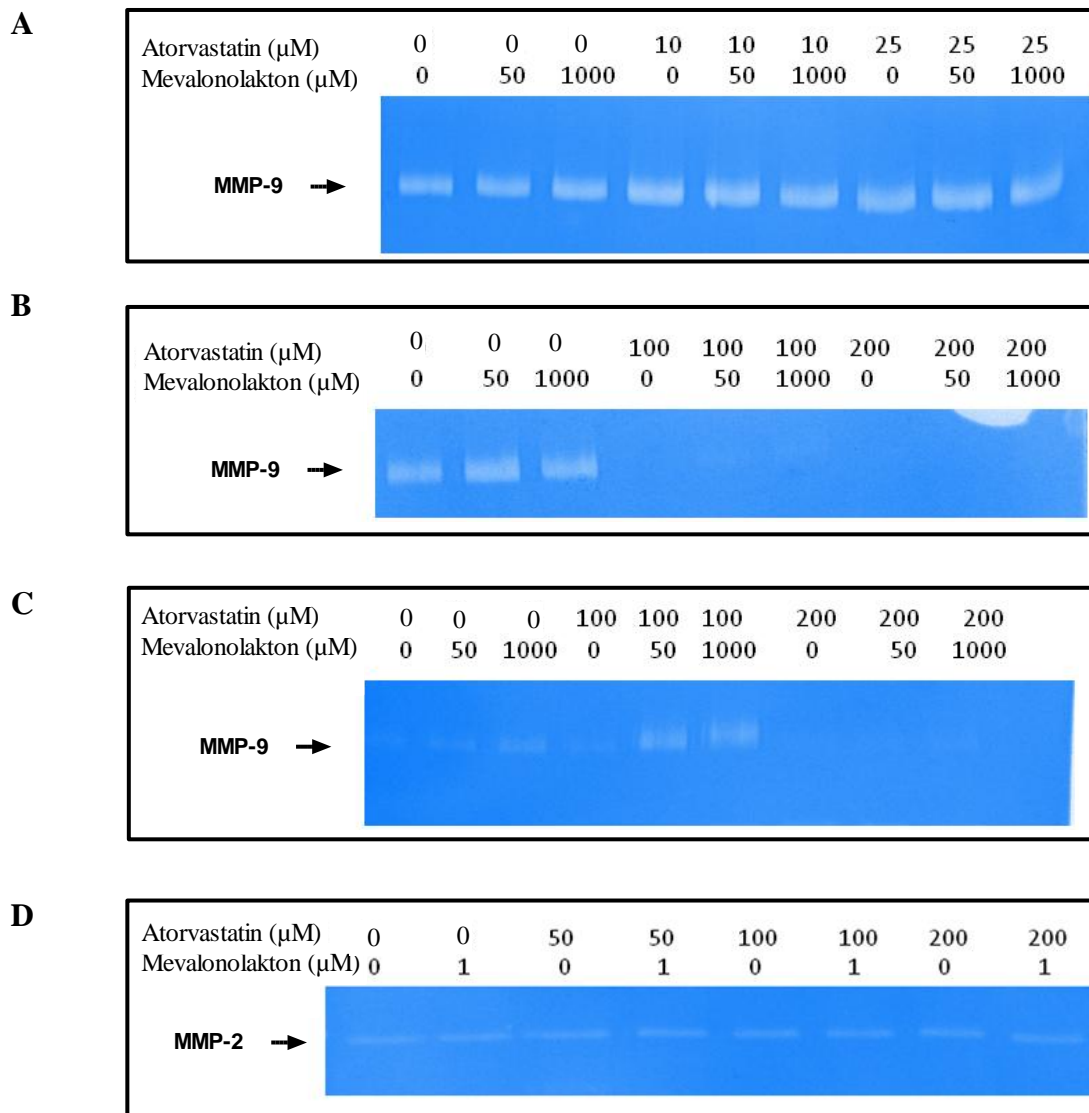 A
Atorvastatin (µM) 0 0 0 10 10 10 25 25 25
Mevalonolakton (µM) 0 50 1000 0 50 1000 0 50 1000
MMP-9
B
Atorvastatin (µM) 0 0 0 100 100 100 200 200 200
Mevalonolakton (µM) 0 50 1000 0 50 1000 0 50 1000
MMP-9
C
Atorvastatin (µM) 0 0 0 100 100 100 200 200 200
Mevalonolakton (µM) 0 50 1000 0 50 1000 0 50 1000
MMP-9
D
Atorvastatin (µM) 0 0 50 50 100 100 200 200
Mevalonolakton (µM) 0 1 0 1 0 1 0 1
MMP-2